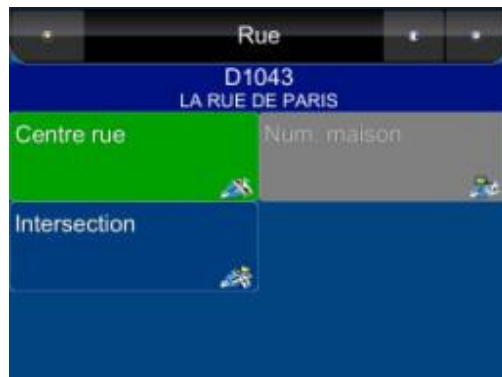 Rue
D1043
LA RUE DE PARIS
Centre rue
Num. maison
Intersection